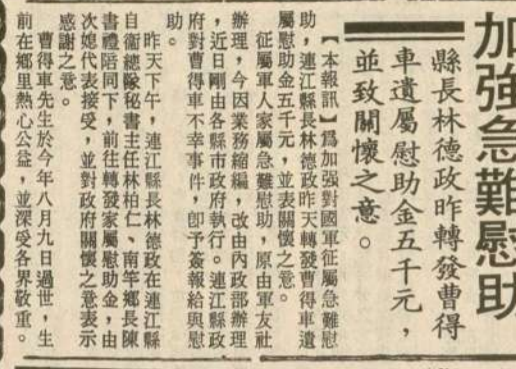 加強急難慰助
縣長林德政昨轉發曹得
車遺屬慰助金五千元，
並致關懷之意。
【本報訊】爲加强對國軍征屬急難慰
助，連江縣長林德政昨天轉發曹得車遺
屬慰助金五千元，並表關懷之意。
征屬軍人家屬急難慰助，原由軍友社
辦理，今因業務縮編，改由內政部辦理
，近日剛由各縣市政府執行。連江縣政
府對曹得車不幸事件，卽予簽報給與慰
助。
昨天下午，連江縣長林德政在連江縣
自衞總隊秘書主任林柏仁、南竿鄉長陳
書禮陪同下，前往轉發家屬慰助金，由
次媳代表接受，並對政府關懷之意表示
感謝之意。
曹得車先生於今年八月九日過世，生
前在鄉里熱心公益，並深受各界敬重。